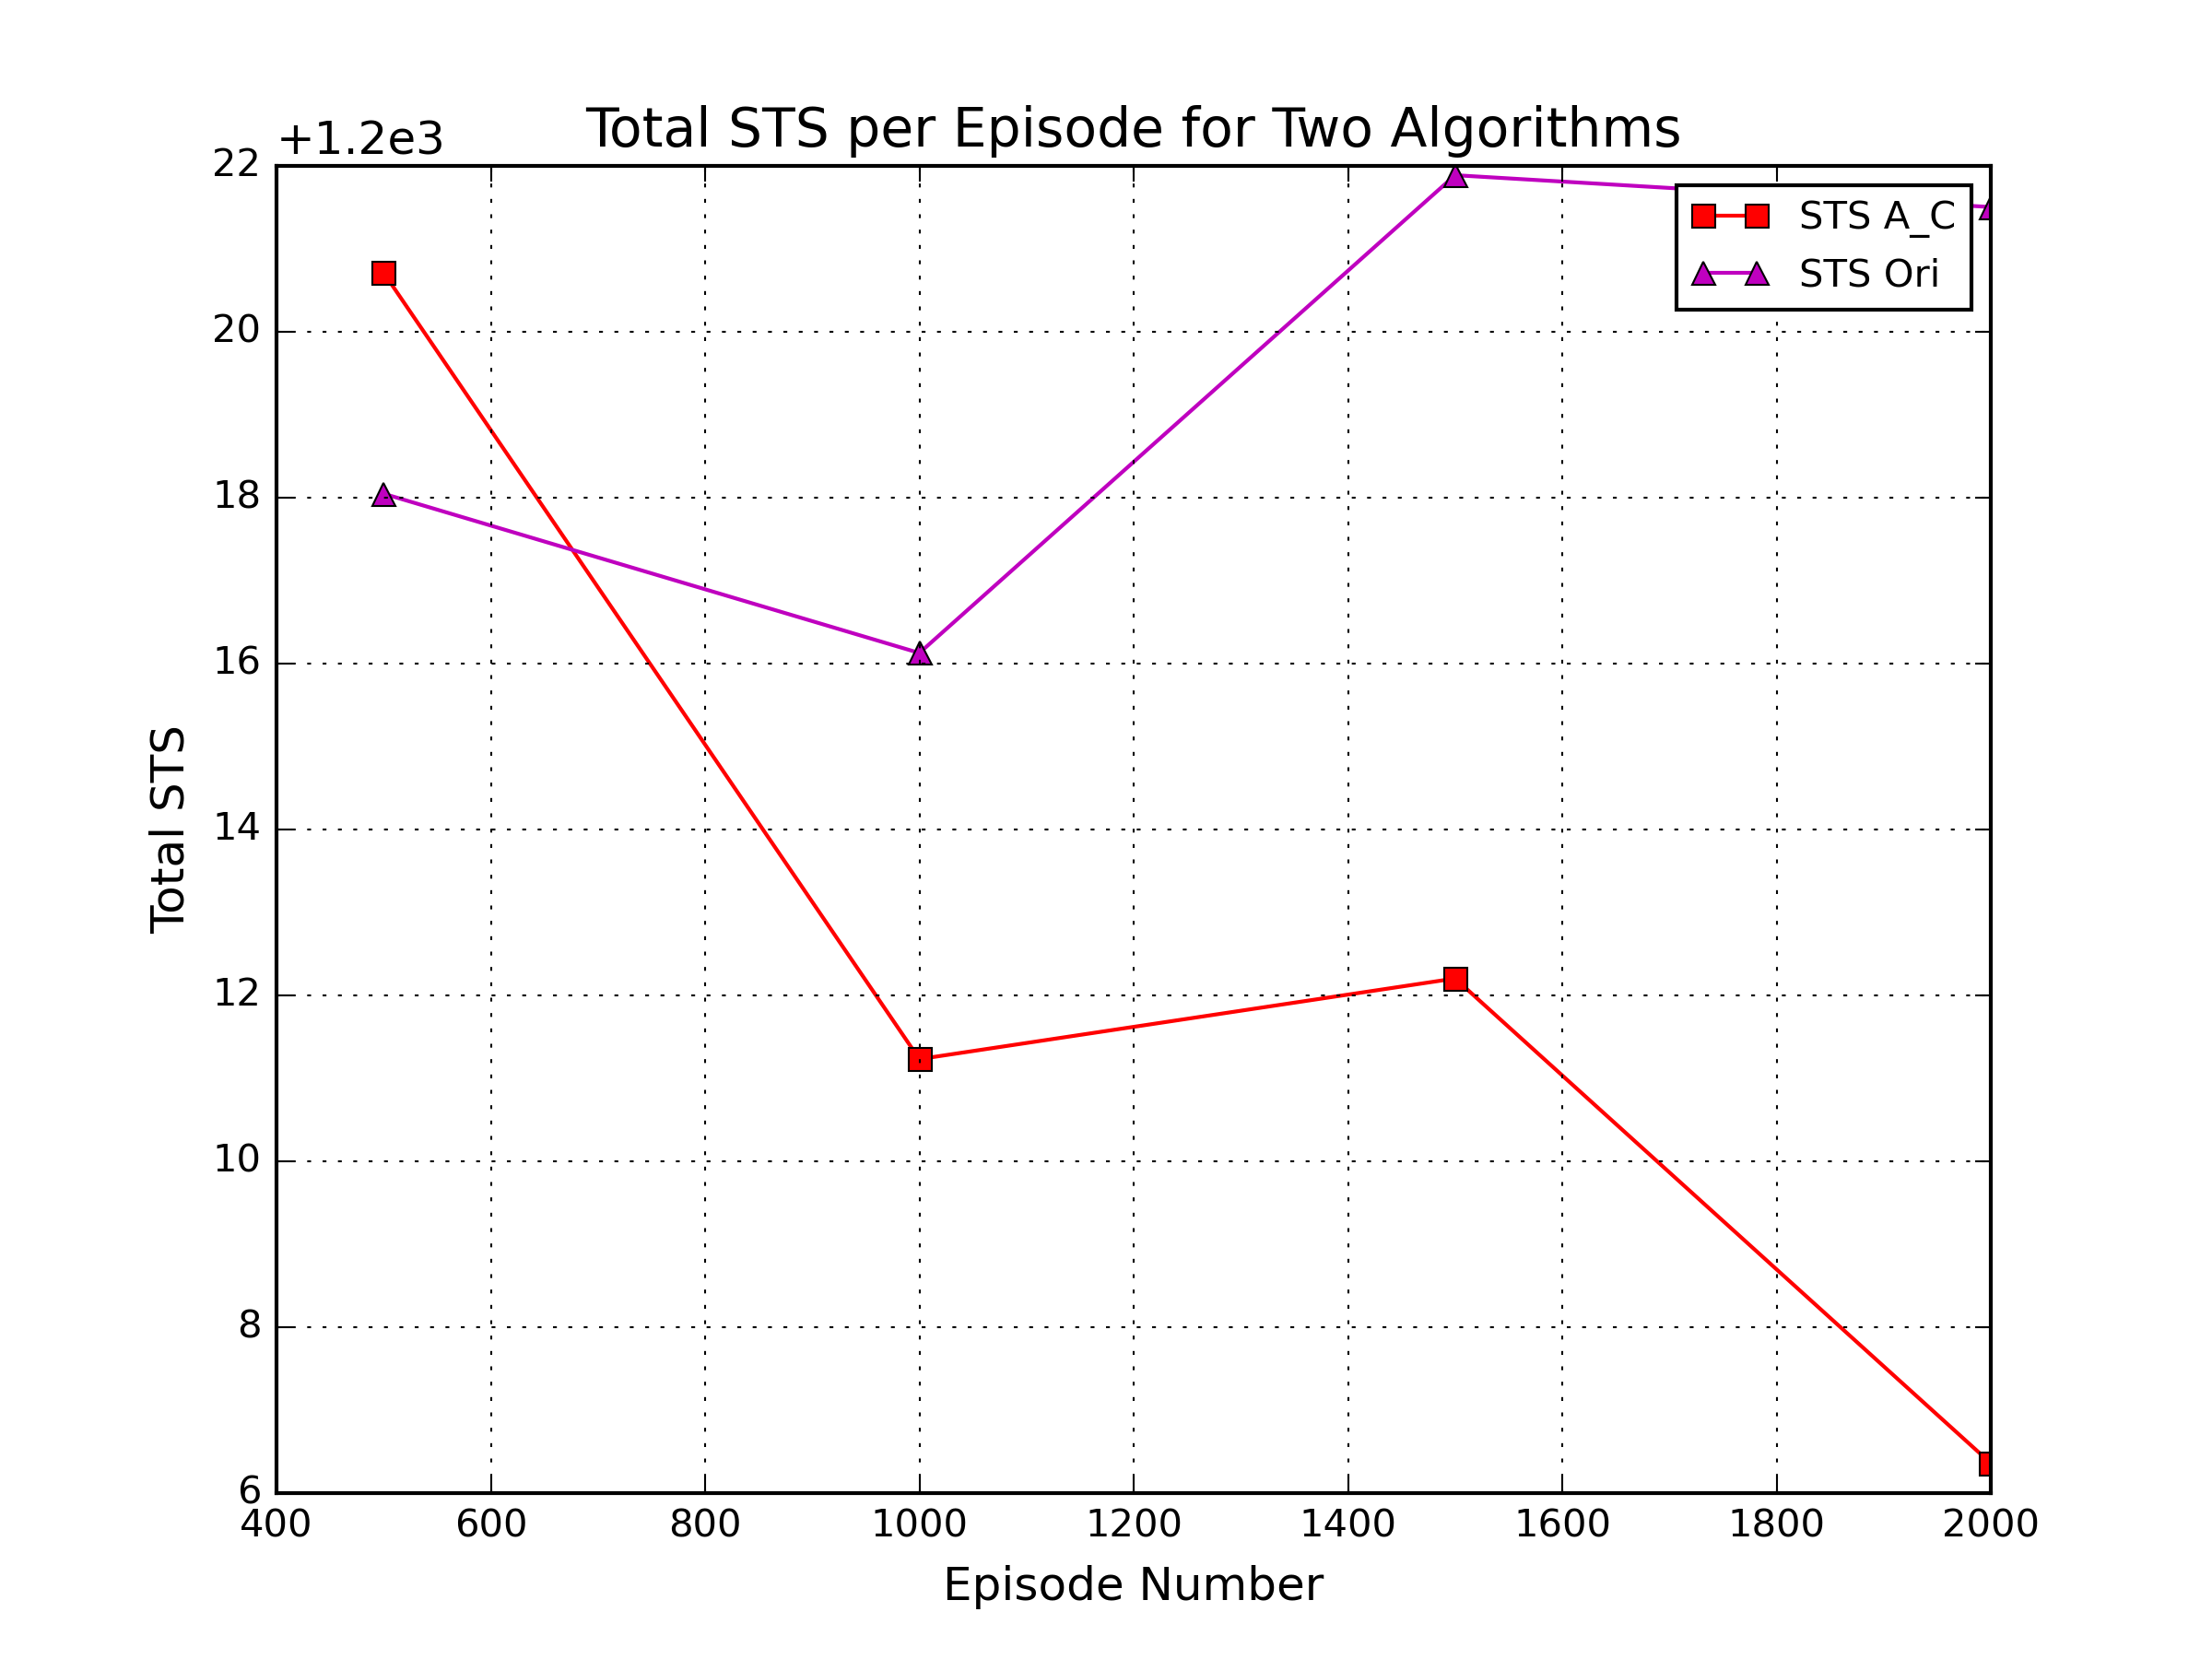 Total STS per Episode for Two Algorithms
+1.2e3
22
20
18
16
14
12
10
8
6
400 600 800 1000 1200 1400 1600 1800 2000
Episode Number
Total STS
STS A_C
STS Ori